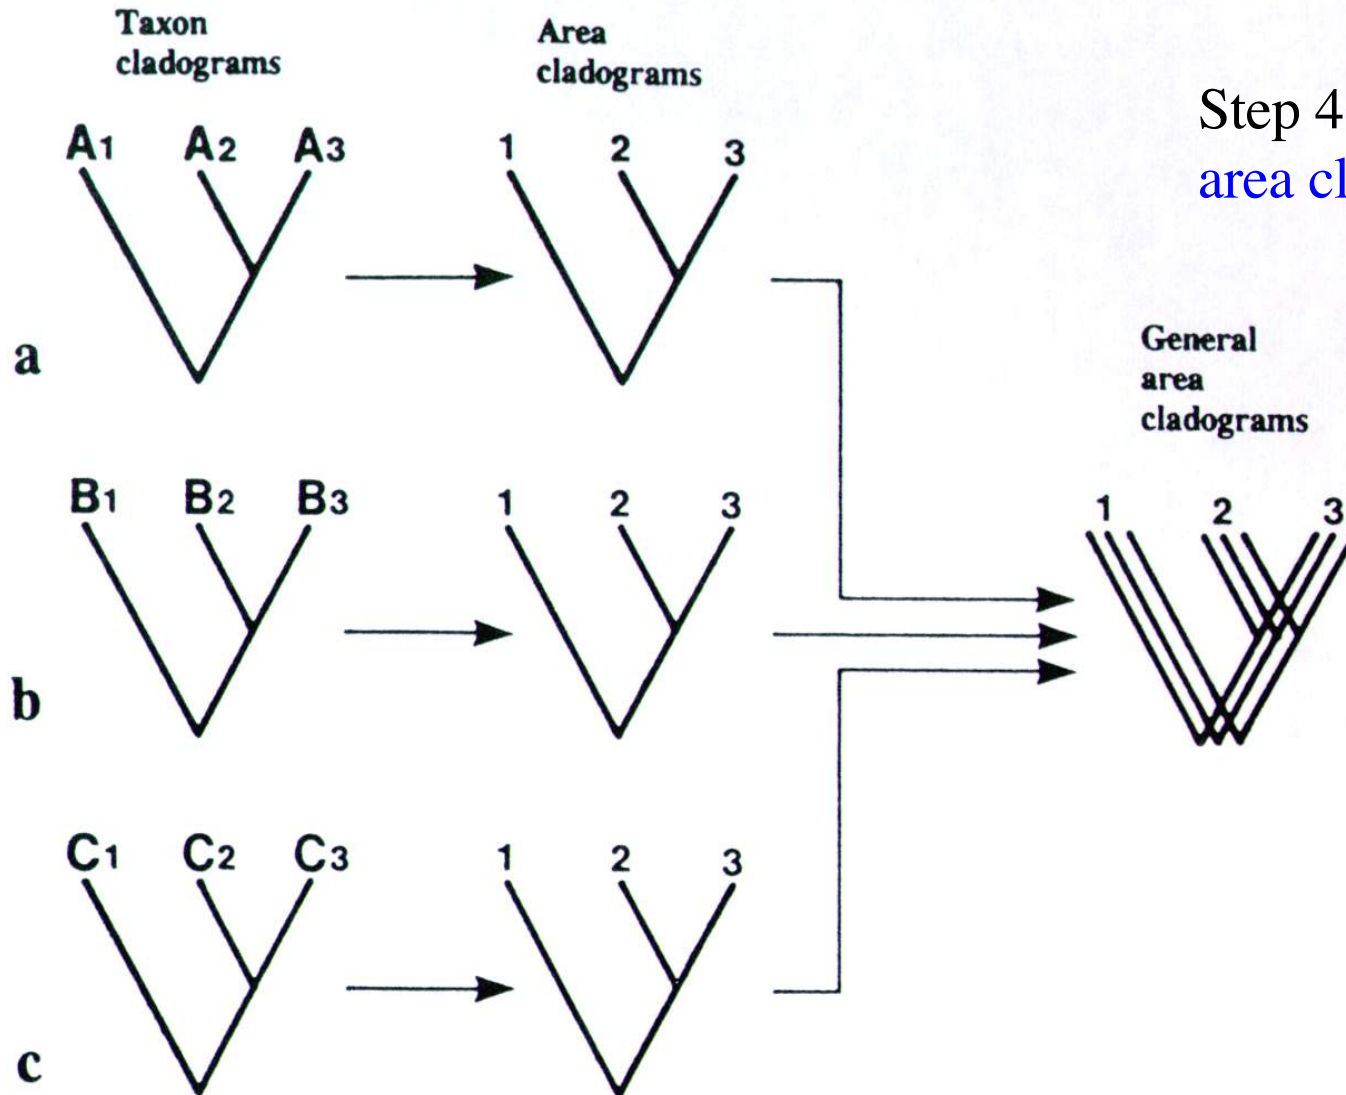 Taxon
cladograms
Area
cladograms
Step 4
area cl
A1 A2 A3
1 2 3
a
General
area
cladograms
B1 B2 B3
1 2 3
1 2 3
b
C1 C2 C3
1 2 3
c